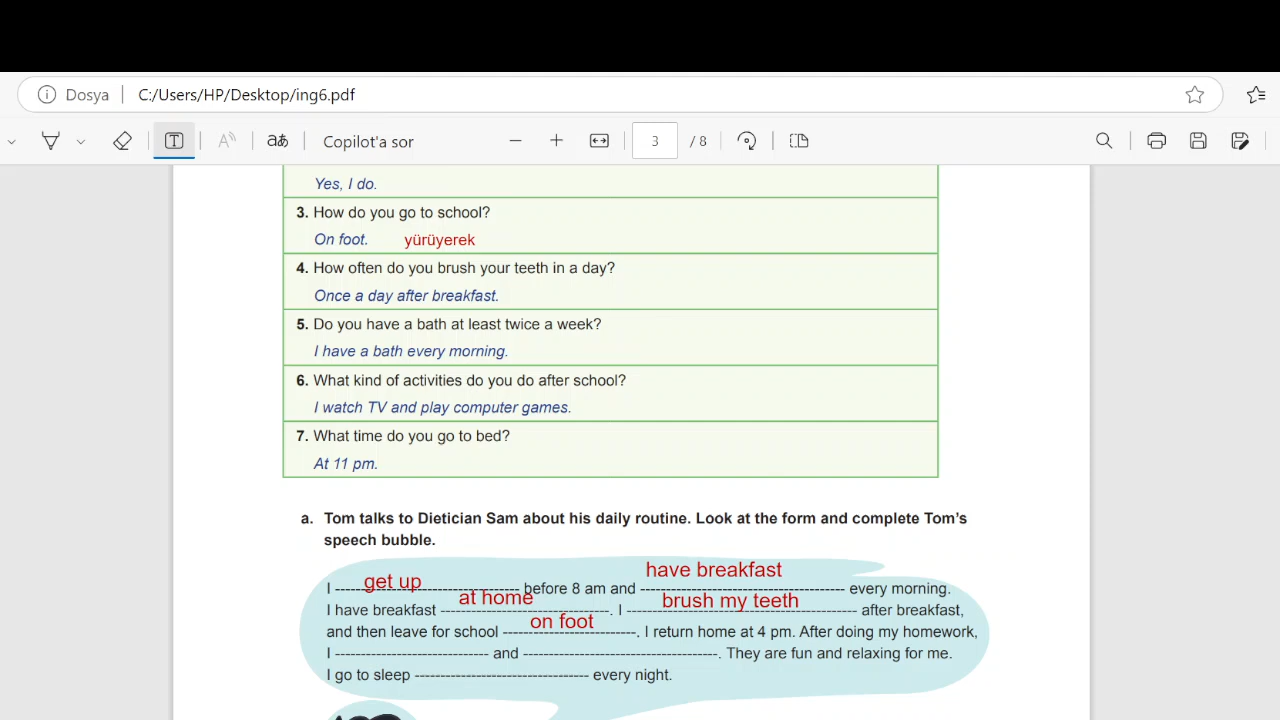 Dosya C:/Users/HP/Desktop/ing6.pdf
aあ Copilot'a sor 3 / 8
Yes, I do.
3. How do you go to school?
On foot. yürüyerek
4. How often do you brush your teeth in a day?
Once a day after breakfast.
5. Do you have a bath at least twice a week?
I have a bath every morning.
6. What kind of activities do you do after school?
I watch TV and play computer games.
7. What time do you go to bed?
At 11 pm.
a. Tom talks to Dietician Sam about his daily routine. Look at the form and complete Tom's
speech bubble.
have breakfast
I get up before 8 am and ---------------------------------------- every morning.
I have breakfast at home. I brush my teeth after breakfast,
and then leave for school on foot. I return home at 4 pm. After doing my homework,
I ------------------------------ and --------------------------------------. They are fun and relaxing for me.
I go to sleep ---------------------------------- every night.